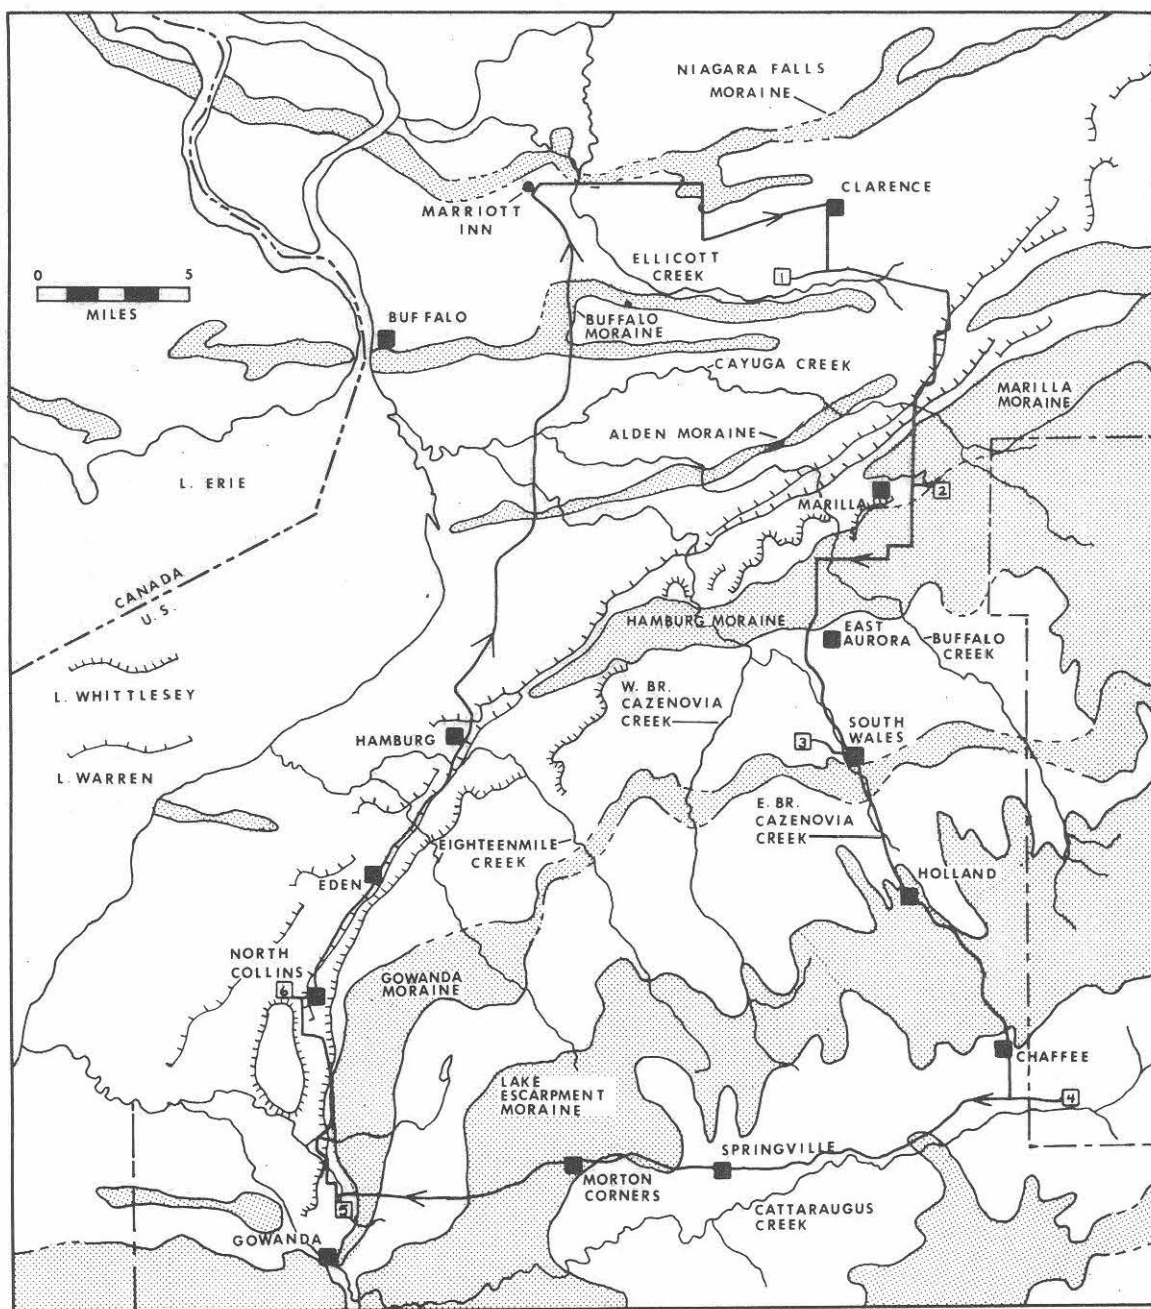 NIAGARA FALLS
MORAINE
CLARENCE
MARRIOTT
INN
ELLICOTT
CREEK
1
0 5
MILES
BUFFALO
BUFFALO
MORAINE
CAYUGA CREEK
MARILLA
MORAINE
ALDEN MORAINE
L. ERIE
MARILLA
2
CANADA
U.S.
HAMBURG MORAINE
EAST
AURORA
BUFFALO
CREEK
L. WHITTLESEY
W. BR.
CAZENOVIA
CREEK
HAMBURG
3
SOUTH
WALES
L. WARREN
E. BR.
CAZENOVIA
CREEK
EIGHTEENMILE
CREEK
EDEN
HOLLAND
NORTH
COLLINS
6
GOWANDA
MORAINE
CHAFFEE
LAKE
ESCARPMENT
MORAINE
4
SPRINGVILLE
MORTON
CORNERS
CATTARAUGUS
CREEK
5
GOWANDA